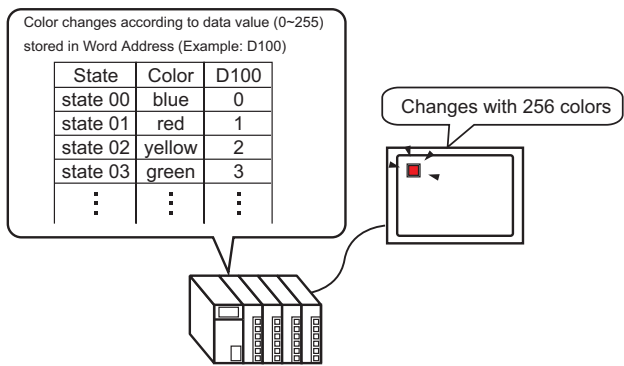 Color changes according to data value (0~255)
stored in Word Address (Example: D100)
State Color D100
state 00 blue 0
state 01 red 1
state 02 yellow 2
state 03 green 3
Changes with 256 colors